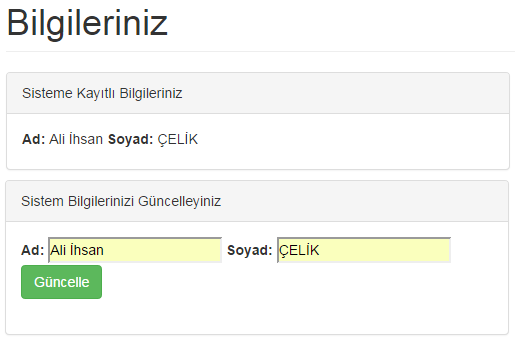 Bilgileriniz
Sisteme Kayıtlı Bilgileriniz
Ad: Ali İhsan Soyad: ÇELİK
Sistem Bilgilerinizi Güncelleyiniz
Ad: Ali İhsan Soyad: ÇELİK
Güncelle